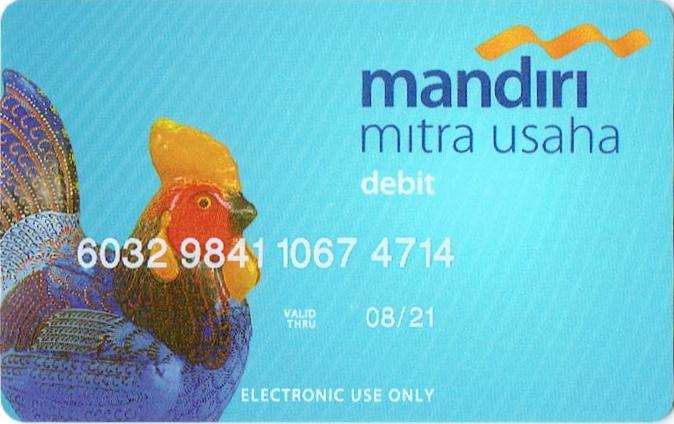 mandiri
mitra usaha
debit
6032 9841 1067 4714
VALID
THRU
08/21
ELECTRONIC USE ONLY